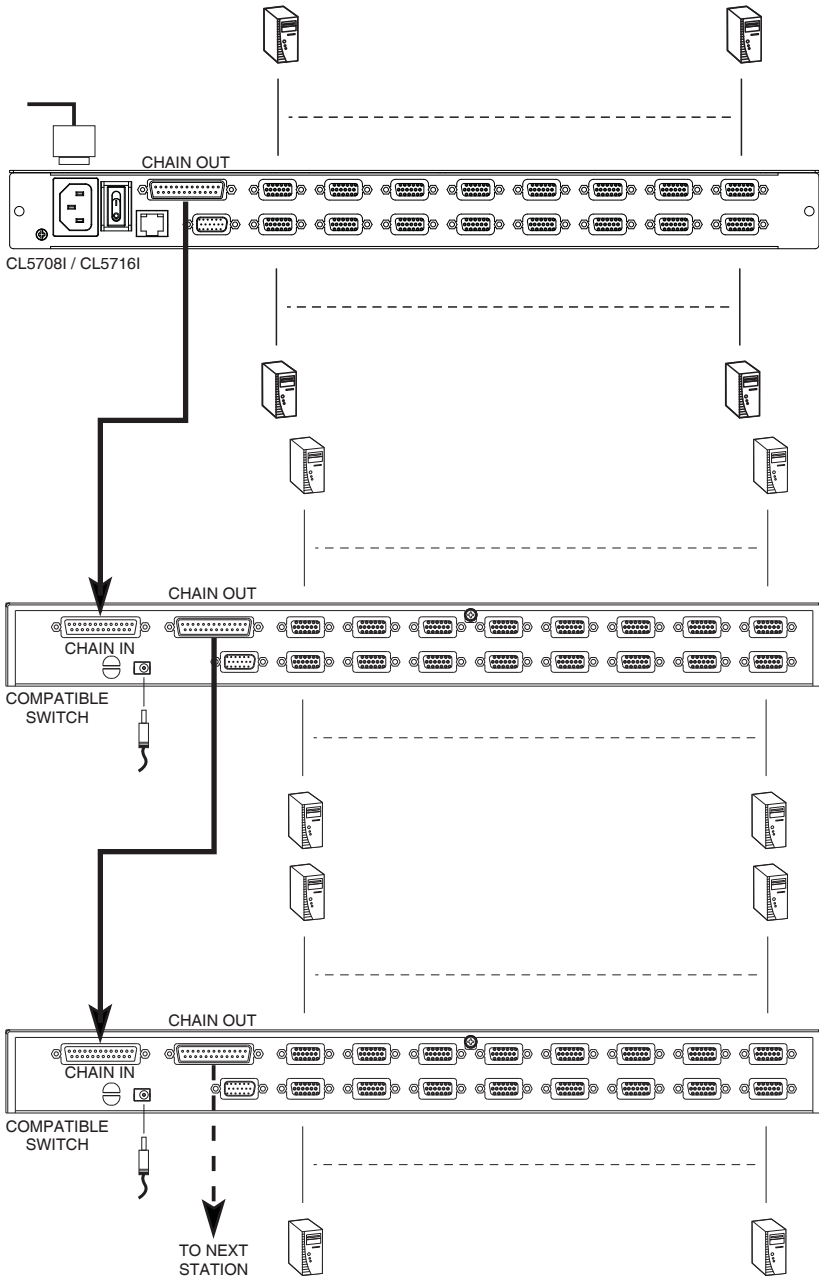 CHAIN OUT
CL5708I / CL5716I
CHAIN OUT
CHAIN IN
COMPATIBLE
SWITCH
CHAIN OUT
CHAIN IN
COMPATIBLE
SWITCH
TO NEXT
STATION